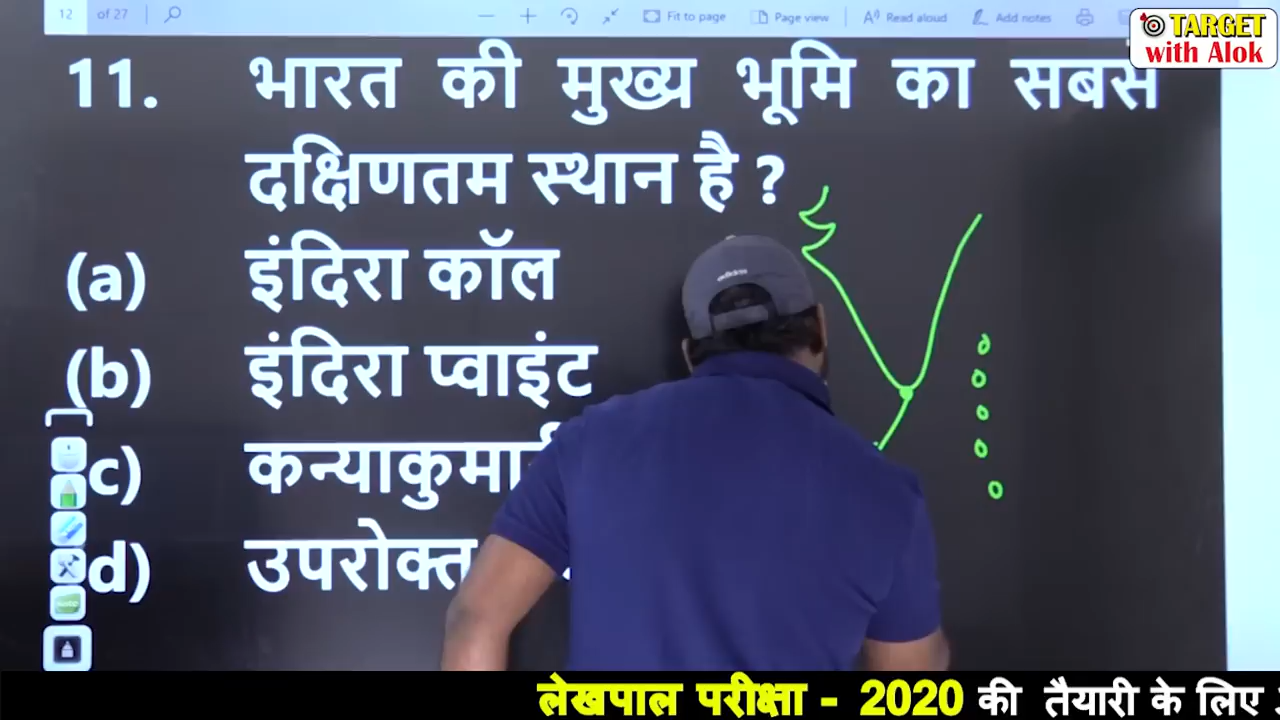 12 of 27 Fit to page Page view Read aloud Add notes
TARGET
with Alok
11. भारत की मुख्य भूमि का सबसे
दक्षिणतम स्थान है ?
(a) इंदिरा कॉल
(b) इंदिरा प्वाइंट
c) कन्याकुमारी
d) उपरोक्त
लेखपाल परीक्षा - 2020 की तैयारी के लिए